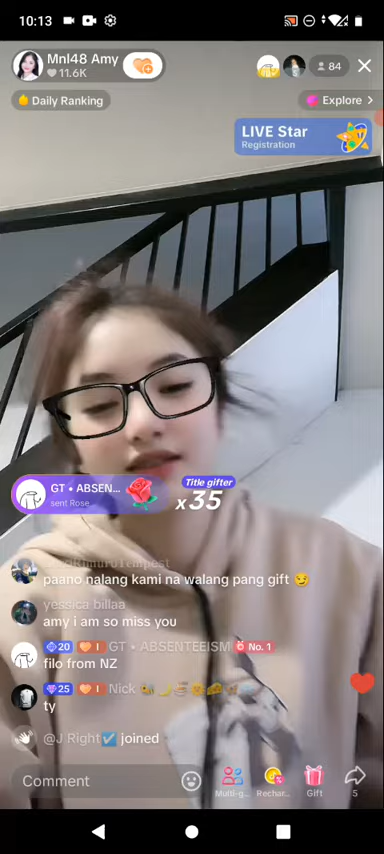 10:13
Mnl48 Amy
11.6K
84
Daily Ranking
Explore >
LIVE Star
Registration
GT • ABSEN...
sent Rose
Title gifter
x35
paano nalang kami na walang pang gift 😏
yessica billaa
amy i am so miss you
20 I GT • ABSENTEEISM No. 1
filo from NZ
25 I Nick
ty
@J Right☑️ joined
Comment
Multi-g...
Rechar...
Gift
5